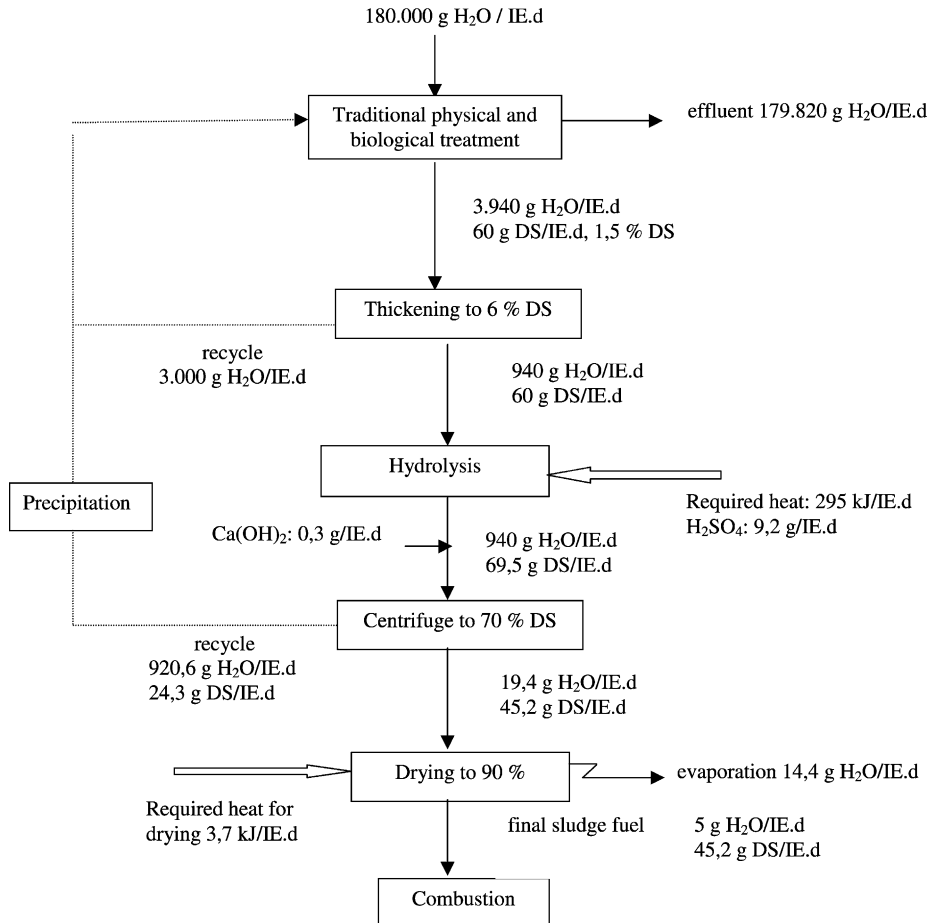 180.000 g H₂O / IE.d
Traditional physical and
biological treatment
effluent 179.820 g H₂O/IE.d
3.940 g H₂O/IE.d
60 g DS/IE.d, 1,5 % DS
Thickening to 6 % DS
recycle
3.000 g H₂O/IE.d
940 g H₂O/IE.d
60 g DS/IE.d
Hydrolysis
Precipitation
Required heat: 295 kJ/IE.d
H₂SO₄: 9,2 g/IE.d
Ca(OH)₂: 0,3 g/IE.d
940 g H₂O/IE.d
69,5 g DS/IE.d
Centrifuge to 70 % DS
recycle
920,6 g H₂O/IE.d
24,3 g DS/IE.d
19,4 g H₂O/IE.d
45,2 g DS/IE.d
Drying to 90 %
evaporation 14,4 g H₂O/IE.d
Required heat for
drying 3,7 kJ/IE.d
final sludge fuel
5 g H₂O/IE.d
45,2 g DS/IE.d
Combustion